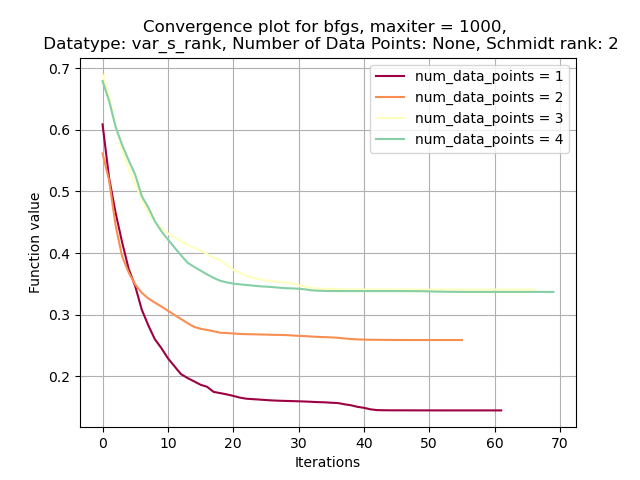 Convergence plot for bfgs, maxiter = 1000,
Datatype: var_s_rank, Number of Data Points: None, Schmidt rank: 2
0.7
0.6
0.5
0.4
0.3
0.2
Function value
num_data_points = 1
num_data_points = 2
num_data_points = 3
num_data_points = 4
0 10 20 30 40 50 60 70
Iterations